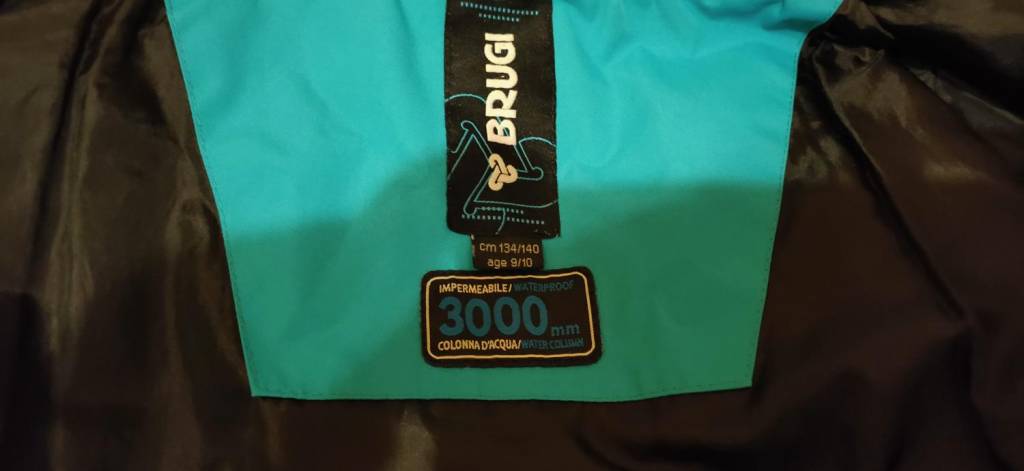 BRUGI
cm 134/140
age 9/10
IMPERMEABILE/WATERPROOF
3000mm
COLONNA D'ACQUA/WATER COLUMN